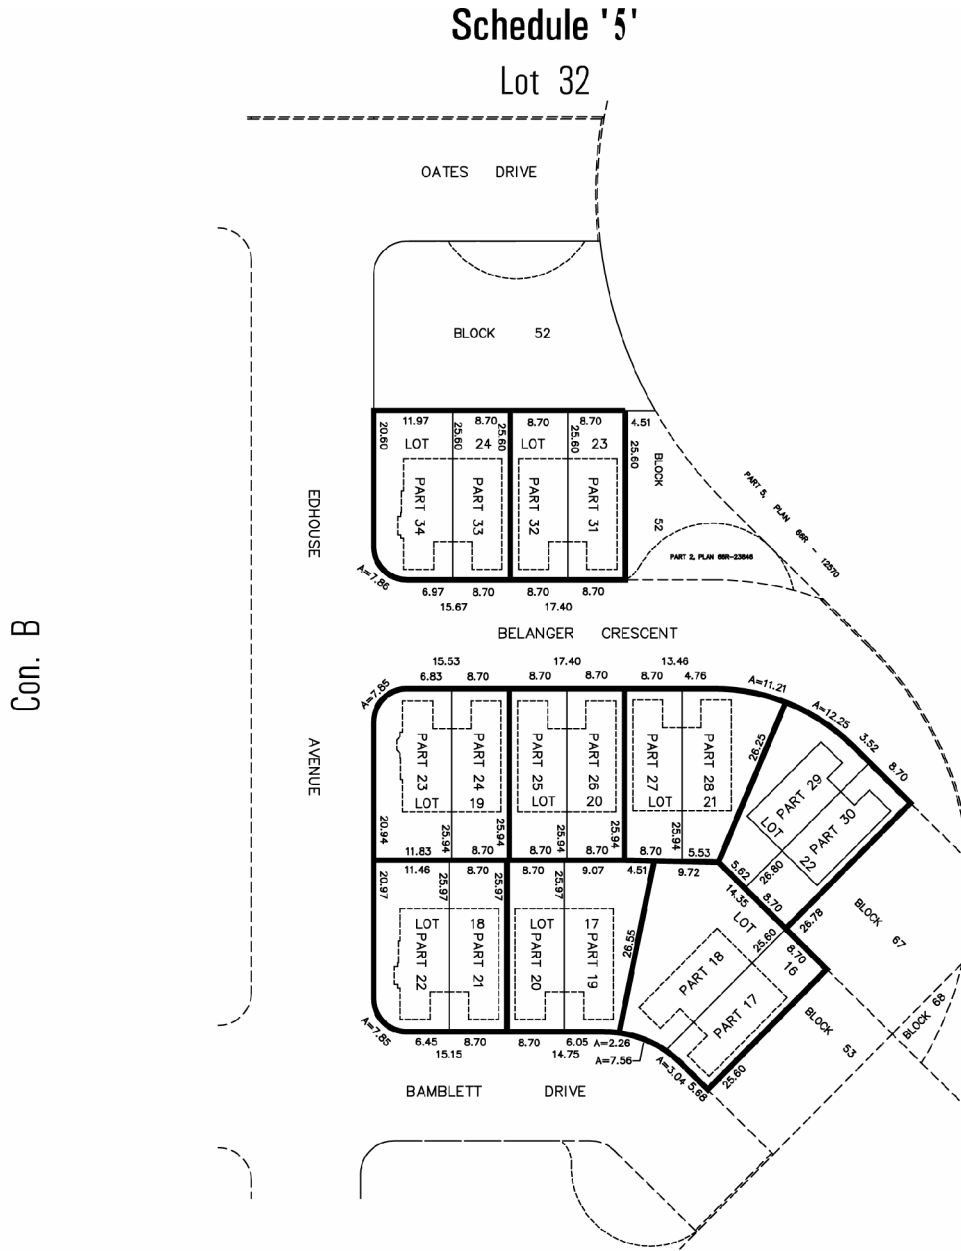 Schedule '5'
Lot 32
OATES DRIVE
BLOCK 52
11.97 8.70 8.70 8.70 4.51
20.60 25.60 25.60 25.60 25.60
LOT 24 LOT 23
BLOCK 52
PART 34 PART 33 PART 32 PART 31
PART 5, PLAN 66R - 12570
PART 2, PLAN 66R-23846
EDHOUSE AVENUE
Con. B
A=7.86
6.97 8.70 8.70 8.70
15.67 17.40
BELANGER CRESCENT
15.53 17.40 13.46
6.83 8.70 8.70 8.70 8.70 4.76
A=7.85 A=11.21 A=12.25 3.52 8.70
PART 23 PART 24 PART 25 PART 26 PART 27 PART 28 PART 29 PART 30
LOT 19 LOT 20 LOT 21 LOT 22
26.25
20.94 25.94 25.94 25.94 25.94 25.94
11.83 8.70 8.70 8.70 8.70 5.53
5.62 26.80 8.70 26.78
11.46 8.70 8.70 9.07 4.51 9.72 14.35
20.97 25.97 25.97 25.97
LOT 18 LOT 17 LOT 16
PART 22 PART 21 PART 20 PART 19 PART 18 PART 17
26.55 25.60 8.70
BLOCK 67
BLOCK 68
BLOCK 53
A=7.85
6.45 8.70 8.70 6.05 A=2.26
15.15 14.75 A=7.56
A=3.04 5.68 25.60
BAMBLETT DRIVE